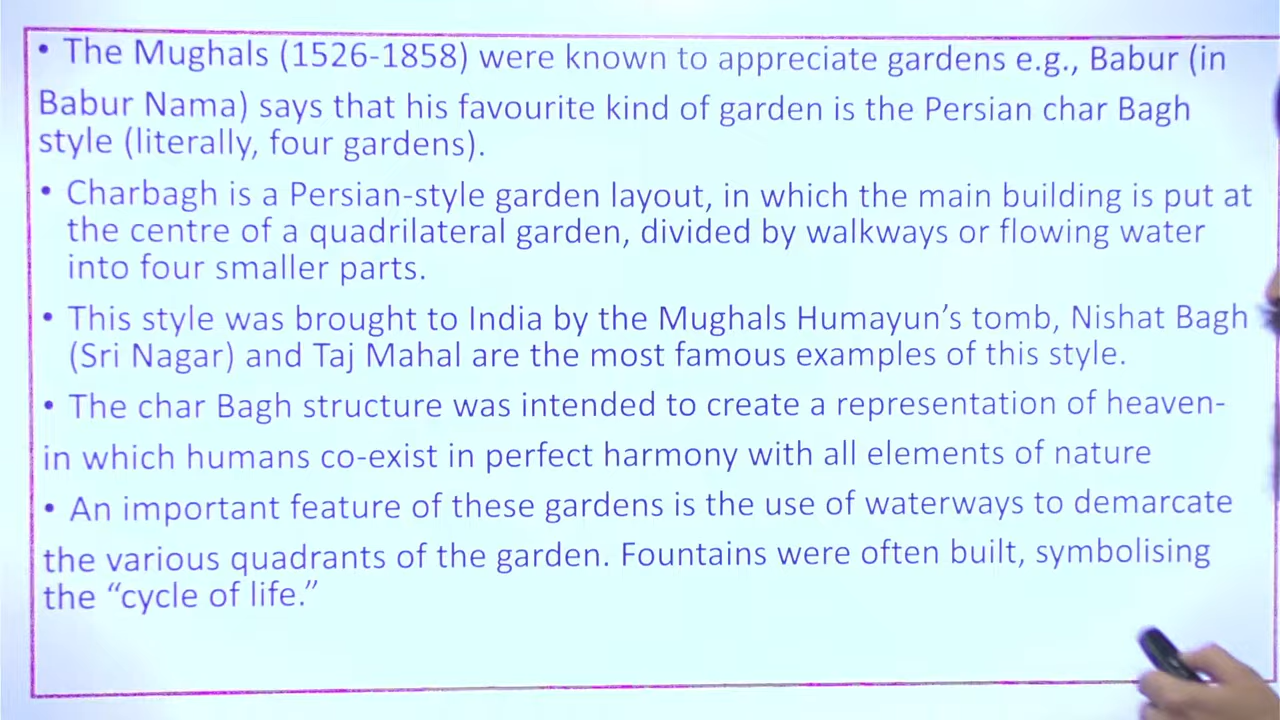 • The Mughals (1526-1858) were known to appreciate gardens e.g., Babur (in
Babur Nama) says that his favourite kind of garden is the Persian char Bagh
style (literally, four gardens).
• Charbagh is a Persian-style garden layout, in which the main building is put at
the centre of a quadrilateral garden, divided by walkways or flowing water
into four smaller parts.
• This style was brought to India by the Mughals Humayun’s tomb, Nishat Bagh
(Sri Nagar) and Taj Mahal are the most famous examples of this style.
• The char Bagh structure was intended to create a representation of heaven-
in which humans co-exist in perfect harmony with all elements of nature
• An important feature of these gardens is the use of waterways to demarcate
the various quadrants of the garden. Fountains were often built, symbolising
the “cycle of life.”